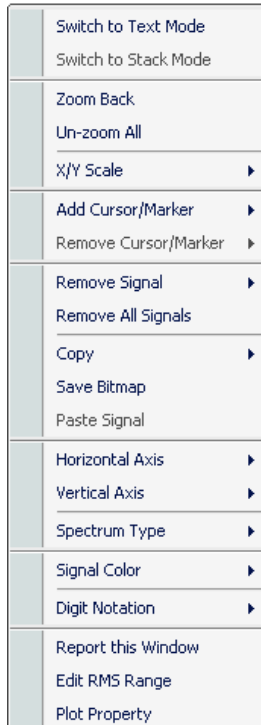 Switch to Text Mode
Switch to Stack Mode
Zoom Back
Un-zoom All
X/Y Scale
Add Cursor/Marker
Remove Cursor/Marker
Remove Signal
Remove All Signals
Copy
Save Bitmap
Paste Signal
Horizontal Axis
Vertical Axis
Spectrum Type
Signal Color
Digit Notation
Report this Window
Edit RMS Range
Plot Property